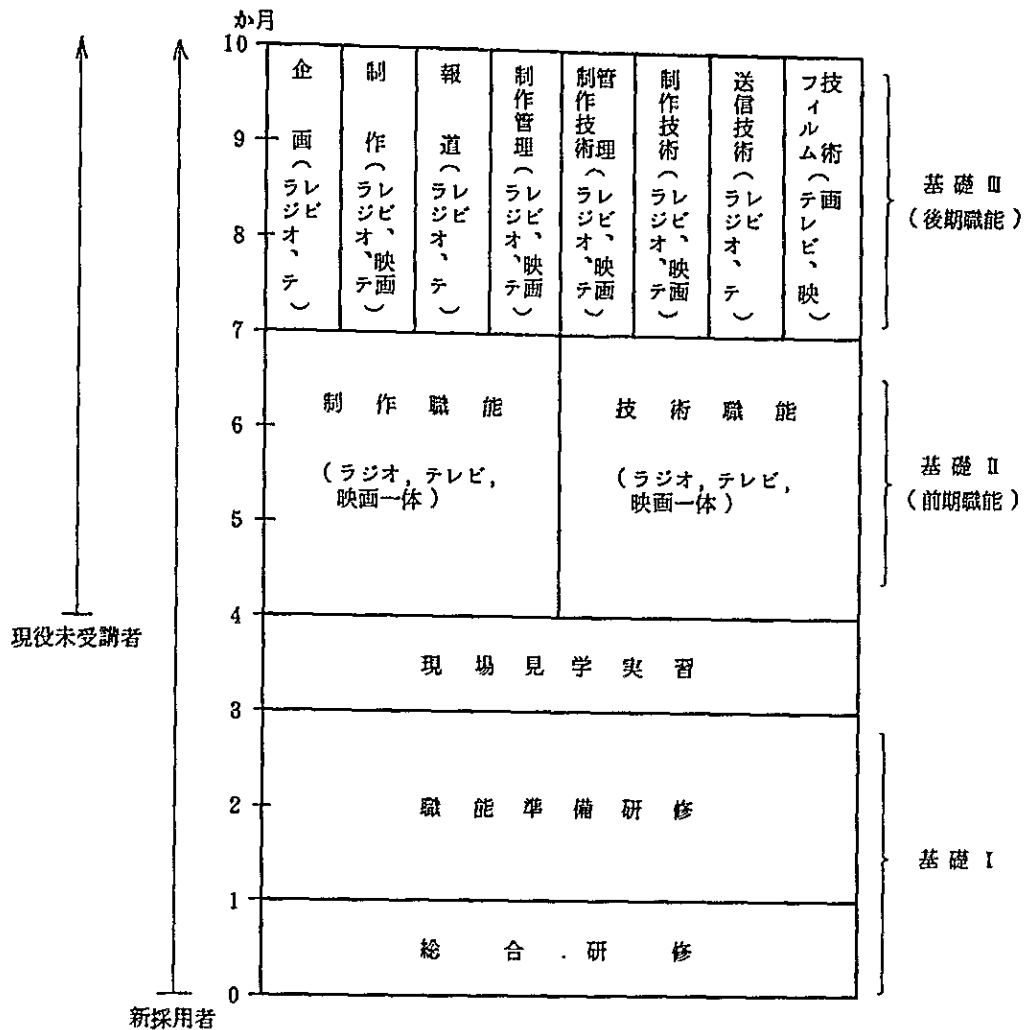 か月
10
9
8
7
6
5
4
3
2
1
0
企画(ラジオ、テレビ)
制作(ラジオ、テレビ、映画)
報道(ラジオ、テレビ)
制作管理(ラジオ、テレビ、映画)
制作技術管理(ラジオ、テレビ、映画)
制作技術(ラジオ、テレビ、映画)
送信技術(ラジオ、テレビ)
フィルム技術(テレビ、映画)
基礎Ⅲ
(後期職能)
制作職能
(ラジオ,テレビ,
映画一体)
技術職能
(ラジオ,テレビ,
映画一体)
基礎Ⅱ
(前期職能)
現場見学実習
職能準備研修
総合.研修
基礎Ⅰ
現役未受講者
新採用者